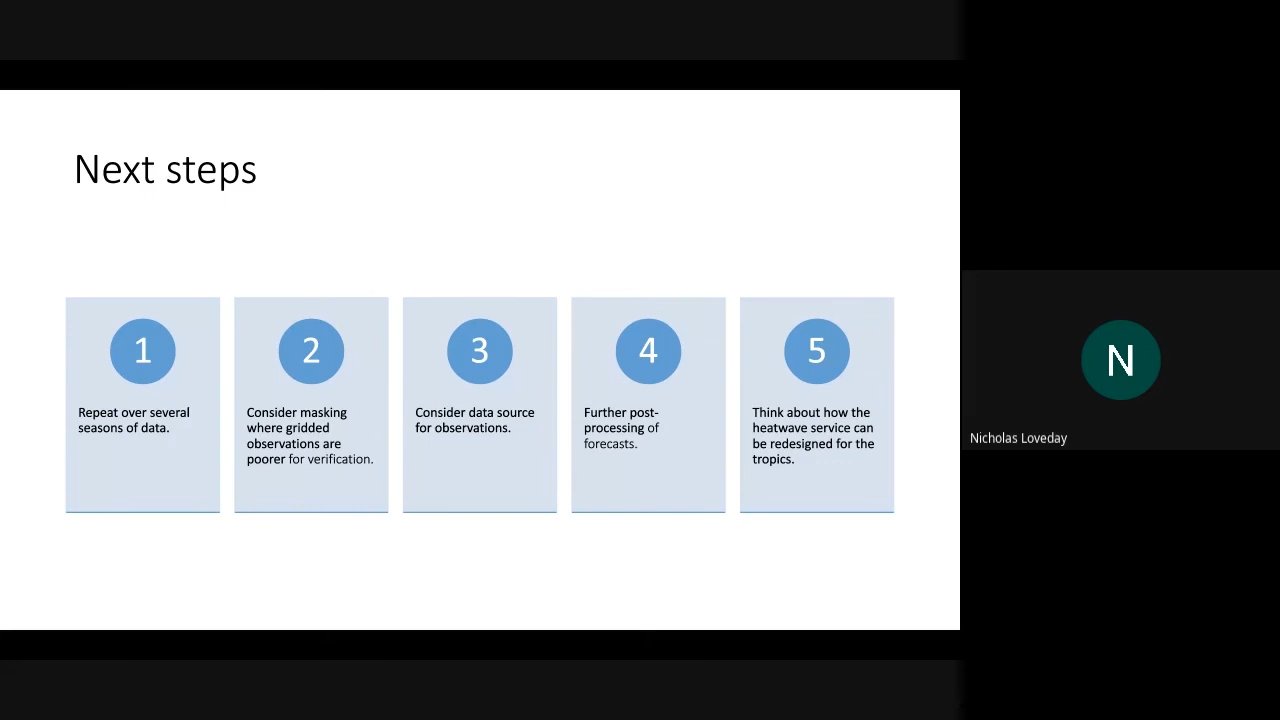 Next steps
1
Repeat over several
seasons of data.
2
Consider masking
where gridded
observations are
poorer for verification.
3
Consider data source
for observations.
4
Further post-
processing of
forecasts.
5
Think about how the
heatwave service can
be redesigned for the
tropics.
N
Nicholas Loveday